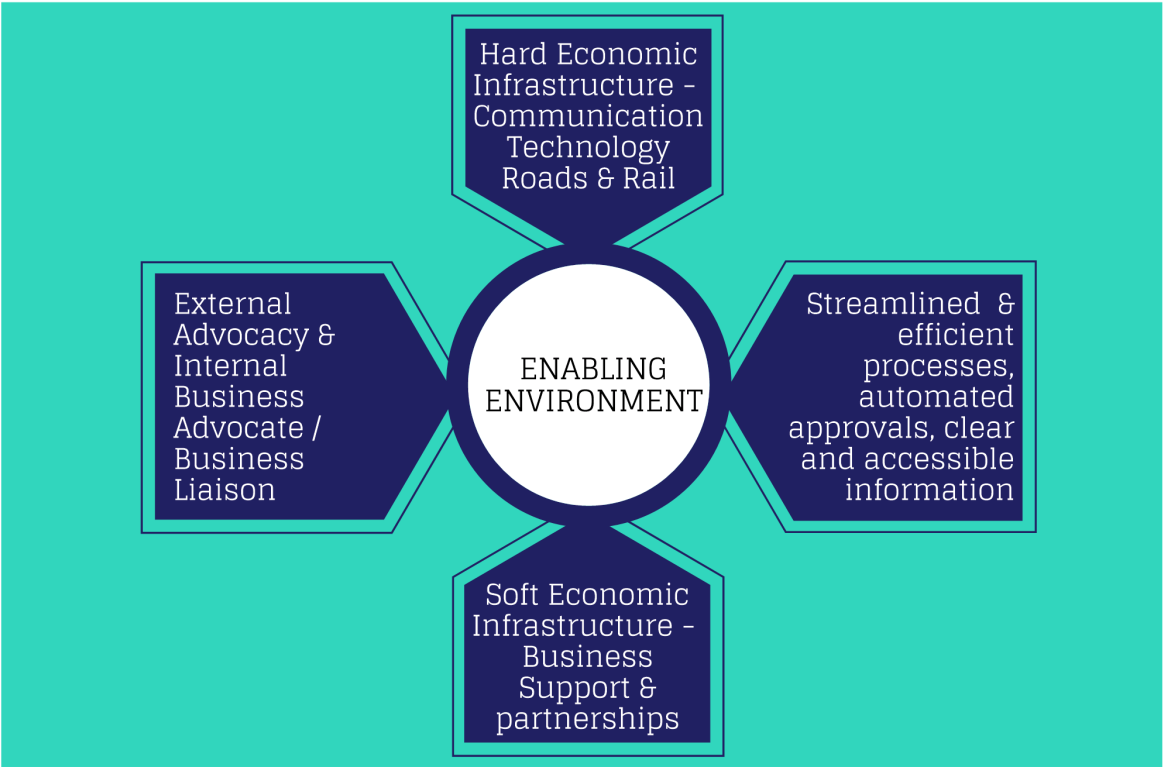 Hard Economic
Infrastructure –
Communication
Technology
Roads & Rail
External
Advocacy &
Internal
Business
Advocate /
Business
Liaison
ENABLING
ENVIRONMENT
Streamlined & 
efficient
processes,
automated
approvals, clear
and accessible
information
Soft Economic
Infrastructure –
Business
Support &
partnerships